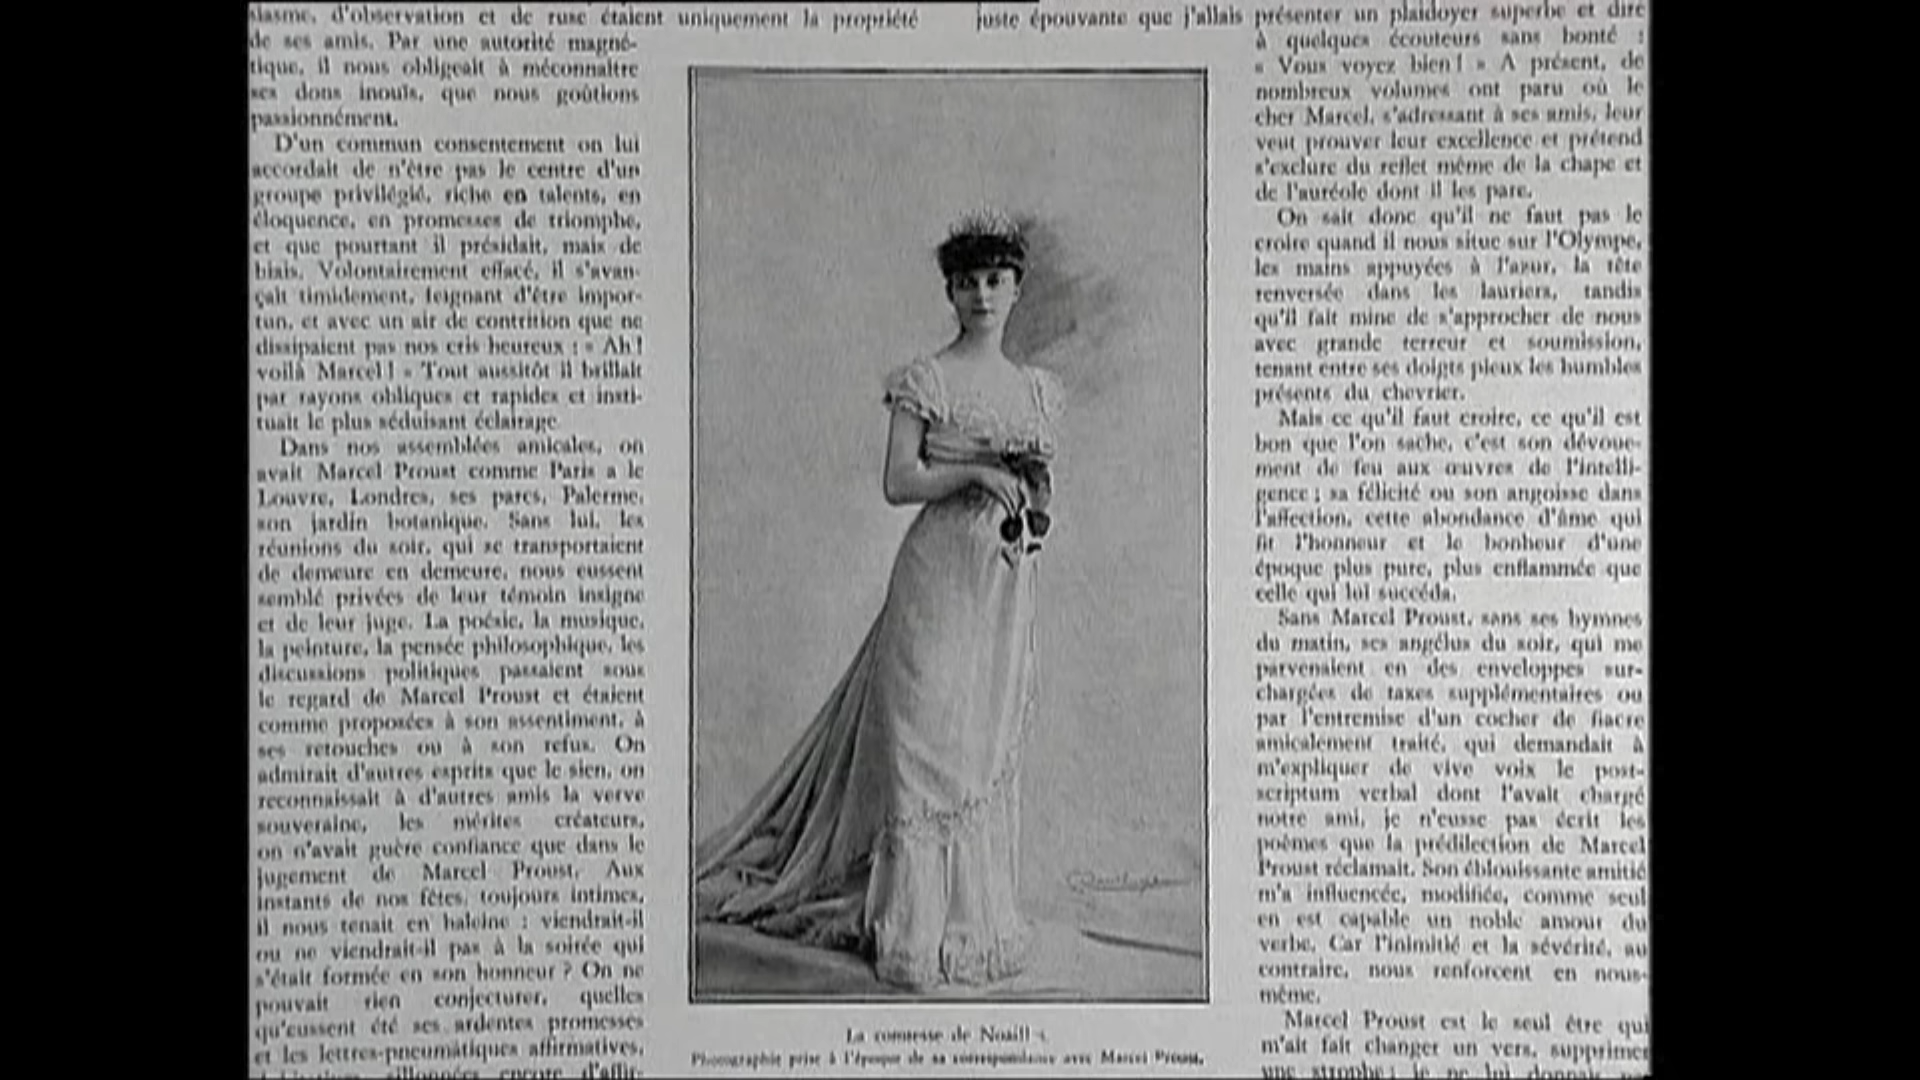 siasme, d'observation et de ruse étaient uniquement la propriété
de ses amis. Par une autorité magné-
tique, il nous obligeait à méconnaître
ses dons inouïs, que nous goûtions
passionnément.
D'un commun consentement on lui
accordait de n'être pas le centre d'un
groupe privilégié, riche en talents, en
éloquence, en promesses de triomphe,
et que pourtant il présidait, mais de
biais. Volontairement effacé, il s'avan-
çait timidement, feignant d'être impor-
tun, et avec un air de contrition que ne
dissipaient pas nos cris heureux : « Ah !
voilà Marcel ! » Tout aussitôt il brillait
par rayons obliques et rapides et insti-
tuait le plus séduisant éclairage
Dans nos assemblées amicales, on
avait Marcel Proust comme Paris a le
Louvre, Londres, ses parcs, Palerme,
son jardin botanique. Sans lui, les
réunions du soir, qui se transportaient
de demeure en demeure, nous eussent
semblé privées de leur témoin insigne
et de leur juge. La poésie, la musique,
la peinture, la pensée philosophique, les
discussions politiques passaient sous
le regard de Marcel Proust et étaient
comme proposées à son assentiment, à
ses retouches ou à son refus. On
admirait d'autres esprits que le sien, on
reconnaissait à d'autres amis la verve
souveraine, les mérites créateurs,
on n'avait guère confiance que dans le
jugement de Marcel Proust. Aux
instants de nos fêtes, toujours intimes,
il nous tenait en haleine : viendrait-il
ou ne viendrait-il pas à la soirée qui
s'était formée en son honneur ? On ne
pouvait rien conjecturer, quelles
qu'eussent été ses ardentes promesses
et les lettres-pneumatiques affirmatives,
sillonnées encore d'affir-
La comtesse de Noaill
Photographie prise à l'époque de sa correspondance avec Marcel Proust.
juste épouvante que j'allais présenter un plaidoyer superbe et dire
à quelques écouteurs sans bonté :
« Vous voyez bien ! » A présent, de
nombreux volumes ont paru où le
cher Marcel, s'adressant à ses amis, leur
veut prouver leur excellence et prétend
s'exclure du reflet même de la chape et
de l'auréole dont il les pare.
On sait donc qu'il ne faut pas le
croire quand il nous situe sur l'Olympe,
les mains appuyées à l'azur, la tête
renversée dans les lauriers, tandis
qu'il fait mine de s'approcher de nous
avec grande terreur et soumission,
tenant entre ses doigts pieux les humbles
présents du chevrier.
Mais ce qu'il faut croire, ce qu'il est
bon que l'on sache, c'est son dévoue-
ment de feu aux œuvres de l'intelli-
gence ; sa félicité ou son angoisse dans
l'affection, cette abondance d'âme qui
fit l'honneur et le bonheur d'une
époque plus pure, plus enflammée que
celle qui lui succéda.
Sans Marcel Proust, sans ses hymnes
du matin, ses angélus du soir, qui me
parvenaient en des enveloppes sur-
chargées de taxes supplémentaires ou
par l'entremise d'un cocher de fiacre
amicalement traité, qui demandait à
m'expliquer de vive voix le post-
scriptum verbal dont l'avait chargé
notre ami, je n'eusse pas écrit les
poèmes que la prédilection de Marcel
Proust réclamait. Son éblouissante amitié
m'a influencée, modifiée, comme seul
en est capable un noble amour du
verbe. Car l'inimitié et la sévérité, au
contraire, nous renforcent en nous-
même.
Marcel Proust est le seul être qui
m'ait fait changer un vers, supprimer
une strophe ; je ne lui donnais